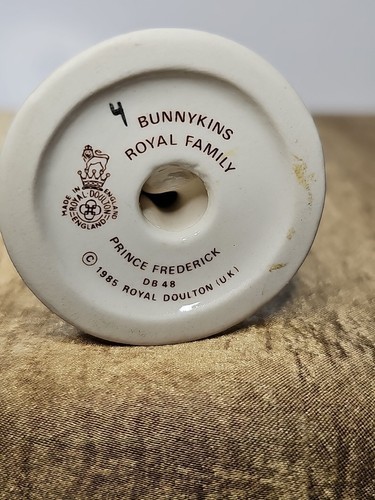 4
BUNNYKINS
ROYAL FAMILY
MADE IN ENGLAND
ROYAL DOULTON
ENGLAND
PRINCE FREDERICK
DB 48
© 1985 ROYAL DOULTON (UK)